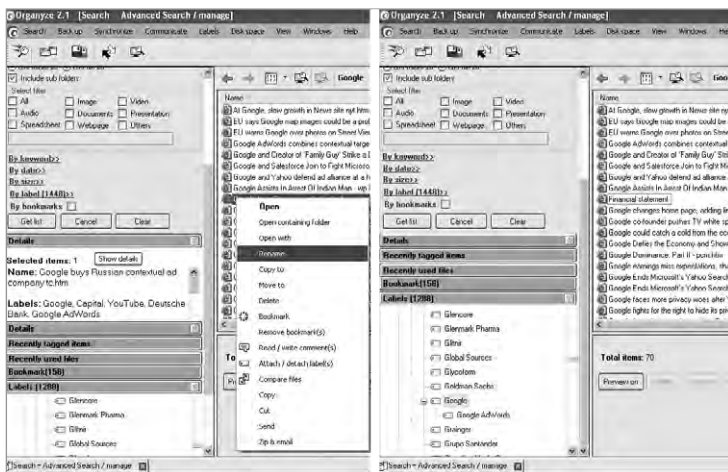 Organyze 2.1 [Search Advanced Search / manage]
Search Back up Synchronize Communicate Labels Disk space View Windows Help
Include sub folders
Select filter
All Image Video
Audio Documents Presentation
Spreadsheet Webpage Others
By keyword>>
By date>>
By size>>
By label (1448)>>
By bookmarks
Get list Cancel Clear
Details
Selected items: 1 Show details
Name: Google buys Russian contextual ad
company tc.htm
Labels: Google, Capital, YouTube, Deutsche
Bank, Google AdWords
Details
Recently tagged items
Recently used files
Bookmark(156)
Labels (1288)
Glencore
Glenmark Pharma
Glitnir
Global Sources
Search - Advanced Search / manage
Google
Name
At Google, slow growth in News site nyt.htm
EU says Google map images could be a prob
EU warns Google over photos on Street View
Google AdWords combines contextual targe
Google and Creator of 'Family Guy' Strike a D
Google and Salesforce Join to Fight Micros
Google and Yahoo defend ad alliance at a h
Google Assists In Arrest Of Indian Man - wp
Open
Open containing folder
Open with
Rename
Copy to
Move to
Delete
Bookmark
Remove bookmark(s)
Read / write comment(s)
Attach / detach label(s)
Compare files
Copy
Cut
Send
Zip & email
Organyze 2.1 [Search Advanced Search / manage]
Search Back up Synchronize Communicate Labels Disk space View Windows
Include sub folders
Select filter
All Image Video
Audio Documents Presentation
Spreadsheet Webpage Others
By keyword>>
By date>>
By size>>
By label (1448)>>
By bookmarks
Get list Cancel Clear
Details
Recently tagged items
Recently used files
Bookmark(156)
Labels (1288)
Glencore
Glenmark Pharma
Glitnir
Global Sources
Glycoform
Goldman Sachs
Google
Google AdWords
Grainger
Grupo Santander
Search - Advanced Search / manage
Name
At Google, slow growth in News site
EU says Google map images could be
EU warns Google over photos on Street
Google AdWords combines contextual
Google and Creator of 'Family Guy'
Google and Salesforce Join to Fight
Google and Yahoo defend ad alliance
Google Assists In Arrest Of Indian Man
Financial statement
Google changes home page, adding
Google co-founder pushes TV white
Google could catch a cold from the
Google Defies the Economy and
Google Dominance: Part II -
Google earnings miss expectations,
Google Ends Microsoft's Yahoo Search
Google Ends Microsoft's Yahoo Search
Google faces more privacy woes after
Google fights for the right to hide its
Total items: 70
Preview on